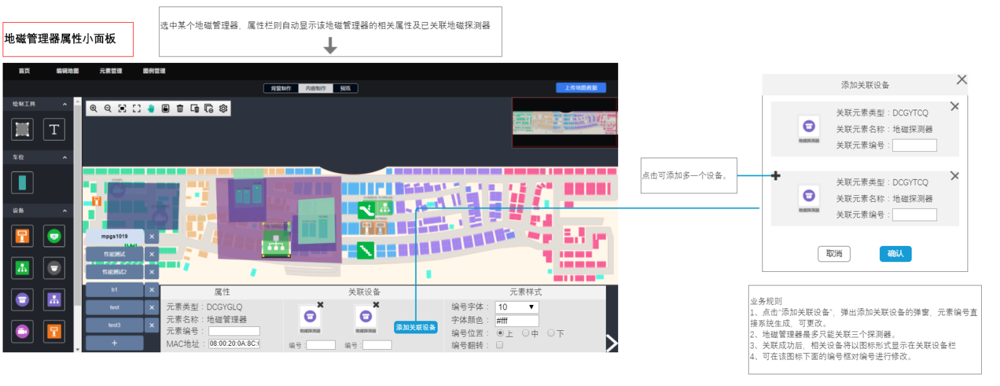 地磁管理器属性小面板
选中某个地磁管理器，属性栏则自动显示该地磁管理器的相关属性及已关联地磁探测器
首页 编辑地图 元素管理 图例管理
背景制作 内容制作 预览 上传地图数据
绘制工具
T
车位
设备
mpgs1019 ×
性能测试 ×
性能测试2 ×
b1 ×
test ×
test3 ×
+
属性
元素类型：DCGYGLQ
元素名称：地磁管理器
元素编号：
MAC地址： 08:00:20:0A:8C:
关联设备
地磁探测器 地磁探测器
编号： 编号：
添加关联设备
元素样式
编号字体： 10 ▼
字体颜色： #fff
编号位置： 上 中 下
编号翻转：
点击可添加多一个设备。
添加关联设备
关联元素类型：DCGYTCQ
关联元素名称：地磁探测器
关联元素编号：
地磁探测器
关联元素类型：DCGYTCQ
关联元素名称：地磁探测器
关联元素编号：
地磁探测器
取消 确认
业务规则
1、点击“添加关联设备”，弹出添加关联设备的弹窗，元素编号直
接系统生成，可更改。
2、地磁管理器最多只能关联三个探测器。
3、关联成功后，相关设备将以图标形式显示在关联设备栏
4、可在该图标下面的编号框对编号进行修改。